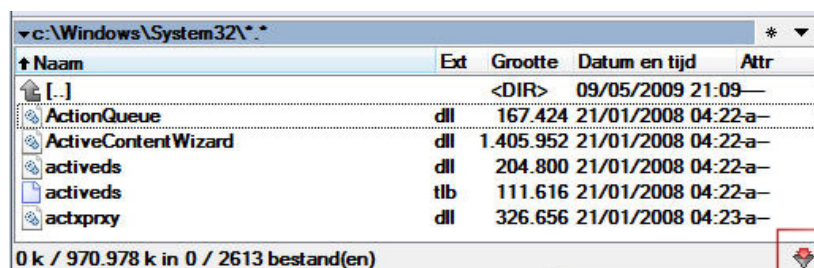 c:\Windows\System32\*.* * 
Naam Ext Grootte Datum en tijd Attr
[..] <DIR> 09/05/2009 21:09 ----
ActionQueue dll 167.424 21/01/2008 04:22 -a--
ActiveContentWizard dll 1.405.952 21/01/2008 04:22 -a--
activeds dll 204.800 21/01/2008 04:22 -a--
activeds tlb 111.616 21/01/2008 04:22 -a--
actxprxy dll 326.656 21/01/2008 04:23 -a--
0 k / 970.978 k in 0 / 2613 bestand(en)